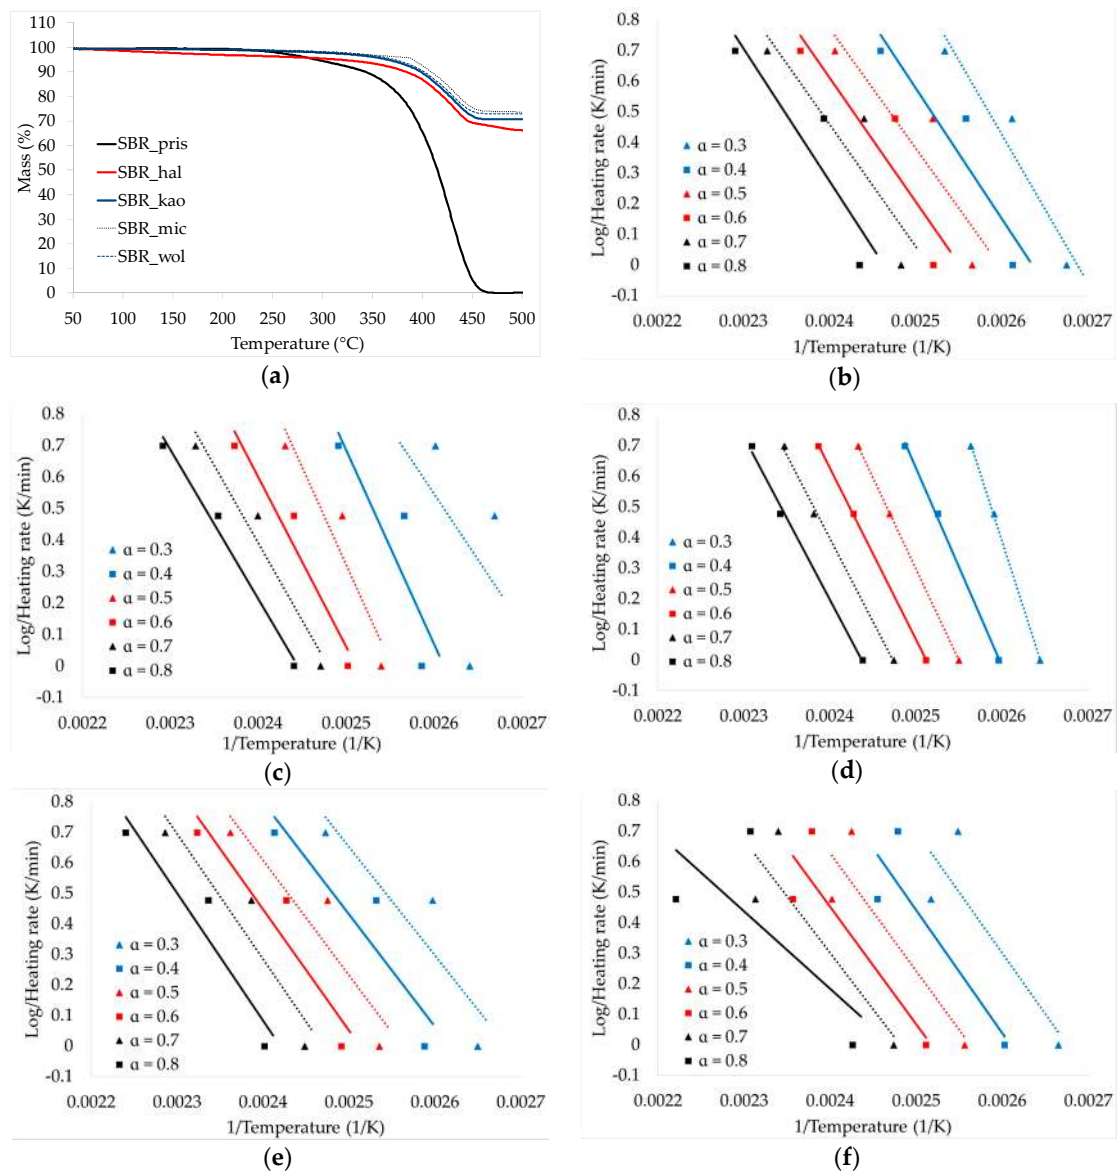 110
100
90
80
70
60
50
40
30
20
10
0
Mass (%)
SBR_pris
SBR_hal
SBR_kao
SBR_mic
SBR_wol
50 100 150 200 250 300 350 400 450 500
Temperature (°C)
(a)
0.8
0.7
0.6
0.5
0.4
0.3
0.2
0.1
0
-0.1
Log/Heating rate (K/min)
α = 0.3
α = 0.4
α = 0.5
α = 0.6
α = 0.7
α = 0.8
0.0022 0.0023 0.0024 0.0025 0.0026 0.0027
1/Temperature (1/K)
(b)
0.8
0.7
0.6
0.5
0.4
0.3
0.2
0.1
0
-0.1
Log/Heating rate (K/min)
α = 0.3
α = 0.4
α = 0.5
α = 0.6
α = 0.7
α = 0.8
0.0022 0.0023 0.0024 0.0025 0.0026 0.0027
1/Temperature (1/K)
(c)
0.8
0.7
0.6
0.5
0.4
0.3
0.2
0.1
0
-0.1
Log/Heating rate (K/min)
α = 0.3
α = 0.4
α = 0.5
α = 0.6
α = 0.7
α = 0.8
0.0022 0.0023 0.0024 0.0025 0.0026 0.0027
1/Temperature (1/K)
(d)
0.8
0.7
0.6
0.5
0.4
0.3
0.2
0.1
0
-0.1
Log/Heating rate (K/min)
α = 0.3
α = 0.4
α = 0.5
α = 0.6
α = 0.7
α = 0.8
0.0022 0.0023 0.0024 0.0025 0.0026 0.0027
1/Temperature (1/K)
(e)
0.8
0.7
0.6
0.5
0.4
0.3
0.2
0.1
0
-0.1
Log/Heating rate (K/min)
α = 0.3
α = 0.4
α = 0.5
α = 0.6
α = 0.7
α = 0.8
0.0022 0.0023 0.0024 0.0025 0.0026 0.0027
1/Temperature (1/K)
(f)